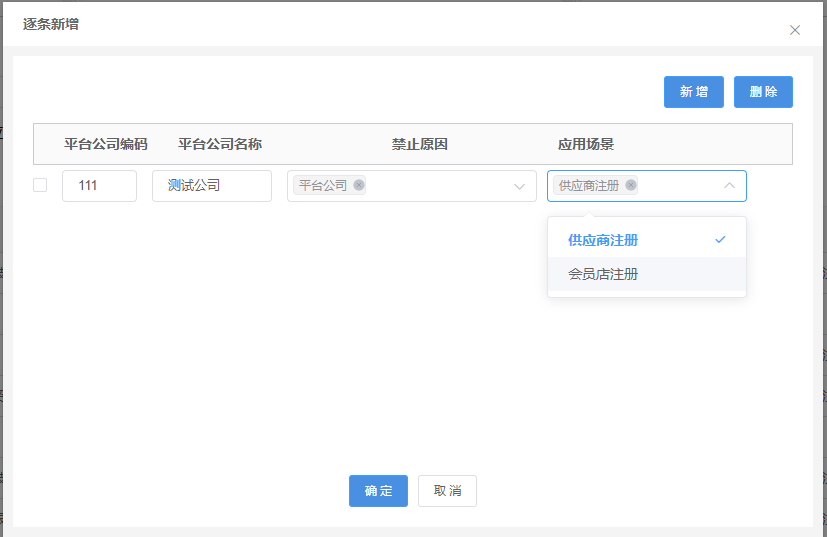 逐条新增
新增 删除
平台公司编码 平台公司名称 禁止原因 应用场景
111 测试公司 平台公司 供应商注册
供应商注册
会员店注册
确定 取消